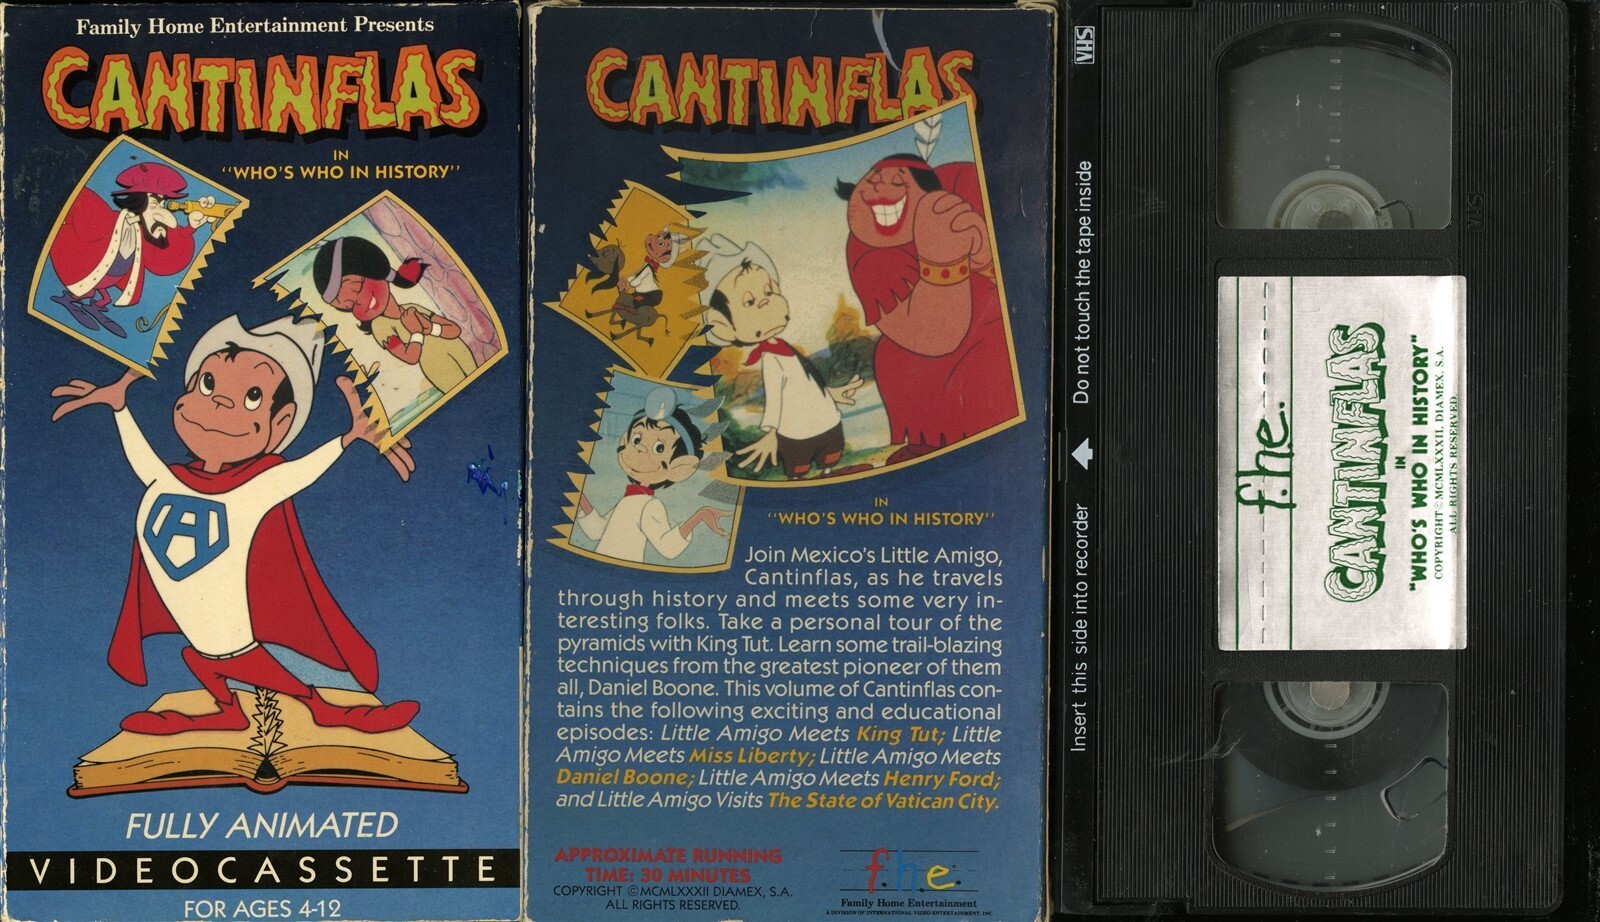 Family Home Entertainment Presents
CANTINFLAS
IN
"WHO'S WHO IN HISTORY"
A
FULLY ANIMATED
VIDEOCASSETTE
FOR AGES 4-12
CANTINFLAS
IN
"WHO'S WHO IN HISTORY"
Join Mexico's Little Amigo,
Cantinflas, as he travels
through history and meets some very in-
teresting folks. Take a personal tour of the
pyramids with King Tut. Learn some trail-blazing
techniques from the greatest pioneer of them
all, Daniel Boone. This volume of Cantinflas con-
tains the following exciting and educational
episodes: Little Amigo Meets King Tut; Little
Amigo Meets Miss Liberty; Little Amigo Meets
Daniel Boone; Little Amigo Meets Henry Ford;
and Little Amigo Visits The State of Vatican City.
APPROXIMATE RUNNING
TIME: 30 MINUTES
COPYRIGHT ©MCMLXXXII DIAMEX, S.A.
ALL RIGHTS RESERVED.
f.h.e.
Family Home Entertainment
A DIVISION OF INTERNATIONAL VIDEO ENTERTAINMENT, INC.
VHS
Do not touch the tape inside
Insert this side into recorder
VHS
f.h.e.
CANTINFLAS
IN
"WHO'S WHO IN HISTORY"
COPYRIGHT © MCMLXXXII, DIAMEX, S.A.
ALL RIGHTS RESERVED.